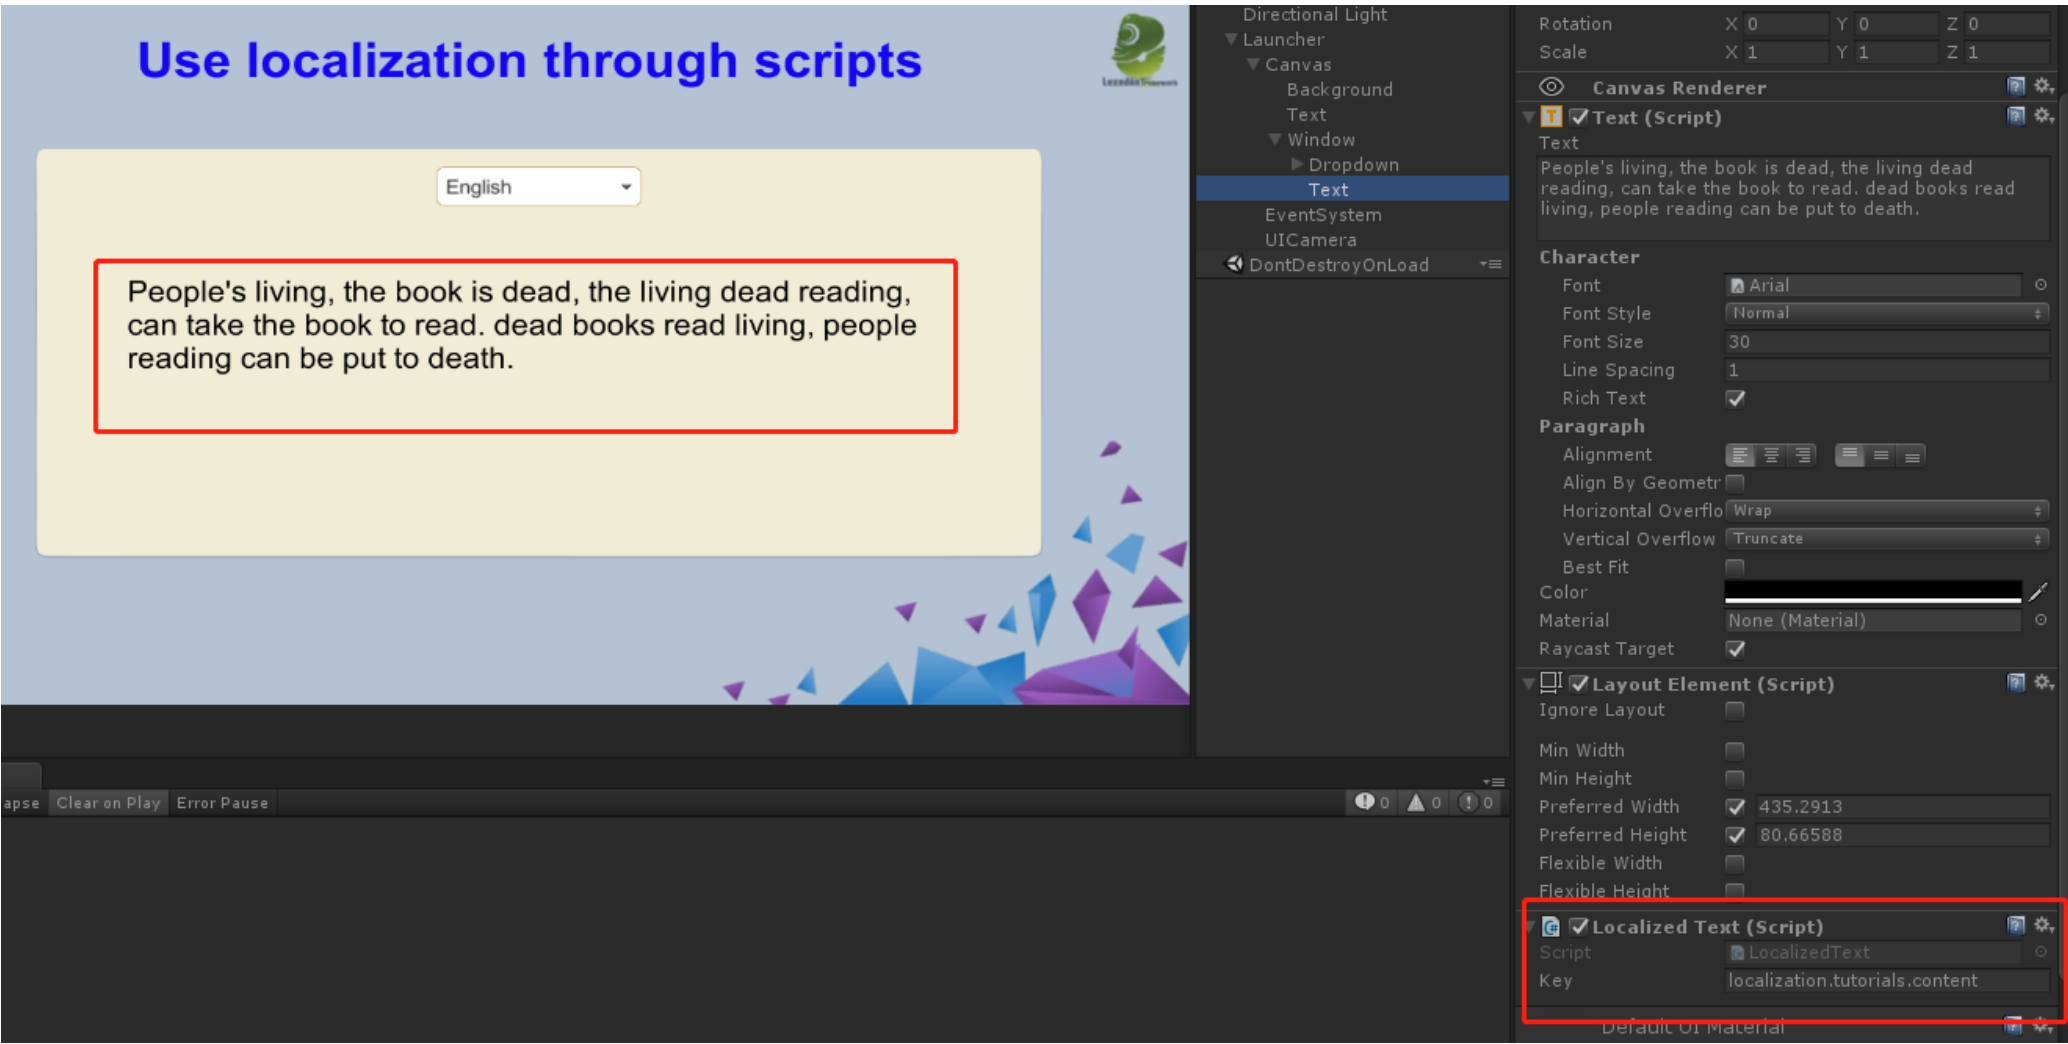 Use localization through scripts
English
People's living, the book is dead, the living dead reading,
can take the book to read. dead books read living, people
reading can be put to death.
apse Clear on Play Error Pause
0 0 0
Directional Light
Launcher
Canvas
Background
Text
Window
Dropdown
Text
EventSystem
UICamera
DontDestroyOnLoad
Rotation X 0 Y 0 Z 0
Scale X 1 Y 1 Z 1
Canvas Renderer
Text (Script)
Text
People's living, the book is dead, the living dead
reading, can take the book to read. dead books read
living, people reading can be put to death.
Character
Font Arial
Font Style Normal
Font Size 30
Line Spacing 1
Rich Text
Paragraph
Alignment
Align By Geometr
Horizontal Overflo Wrap
Vertical Overflow Truncate
Best Fit
Color
Material None (Material)
Raycast Target
Layout Element (Script)
Ignore Layout
Min Width
Min Height
Preferred Width 435.2913
Preferred Height 80.66588
Flexible Width
Flexible Height
Localized Text (Script)
Script LocalizedText
Key localization.tutorials.content
Default UI Material